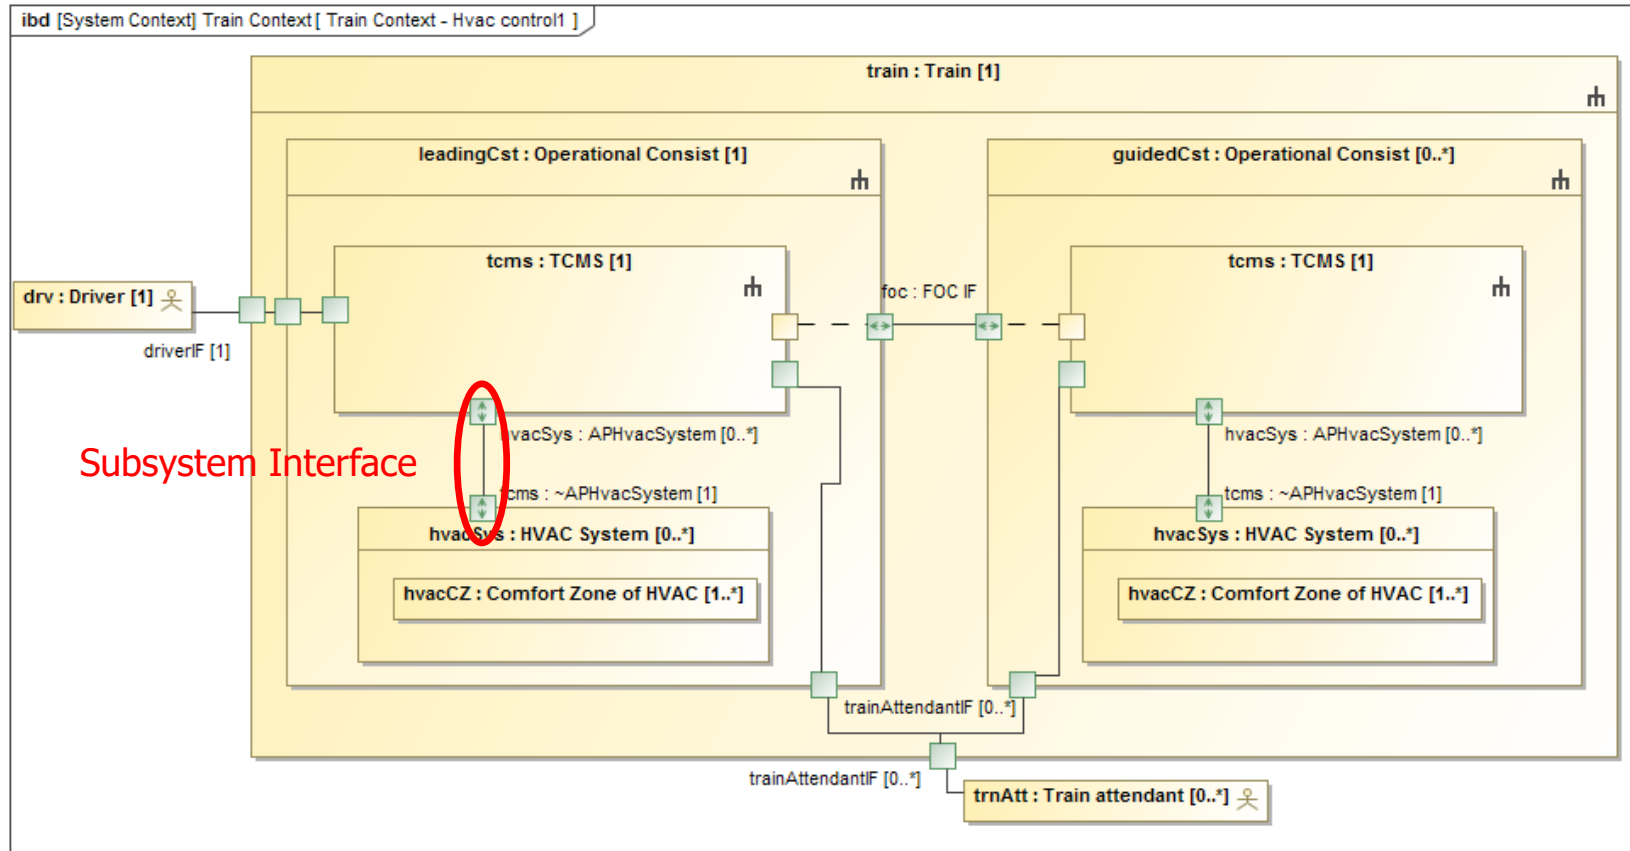 ibd [System Context] Train Context [ Train Context - Hvac control1 ]
train : Train [1]
leadingCst : Operational Consist [1]
guidedCst : Operational Consist [0..*]
tcms : TCMS [1]
tcms : TCMS [1]
drv : Driver [1]
foc : FOC IF
driverIF [1]
hvacSys : APHvacSystem [0..*]
hvacSys : APHvacSystem [0..*]
Subsystem Interface
tcms : ~APHvacSystem [1]
tcms : ~APHvacSystem [1]
hvacSys : HVAC System [0..*]
hvacSys : HVAC System [0..*]
hvacCZ : Comfort Zone of HVAC [1..*]
hvacCZ : Comfort Zone of HVAC [1..*]
trainAttendantIF [0..*]
trainAttendantIF [0..*]
trnAtt : Train attendant [0..*]